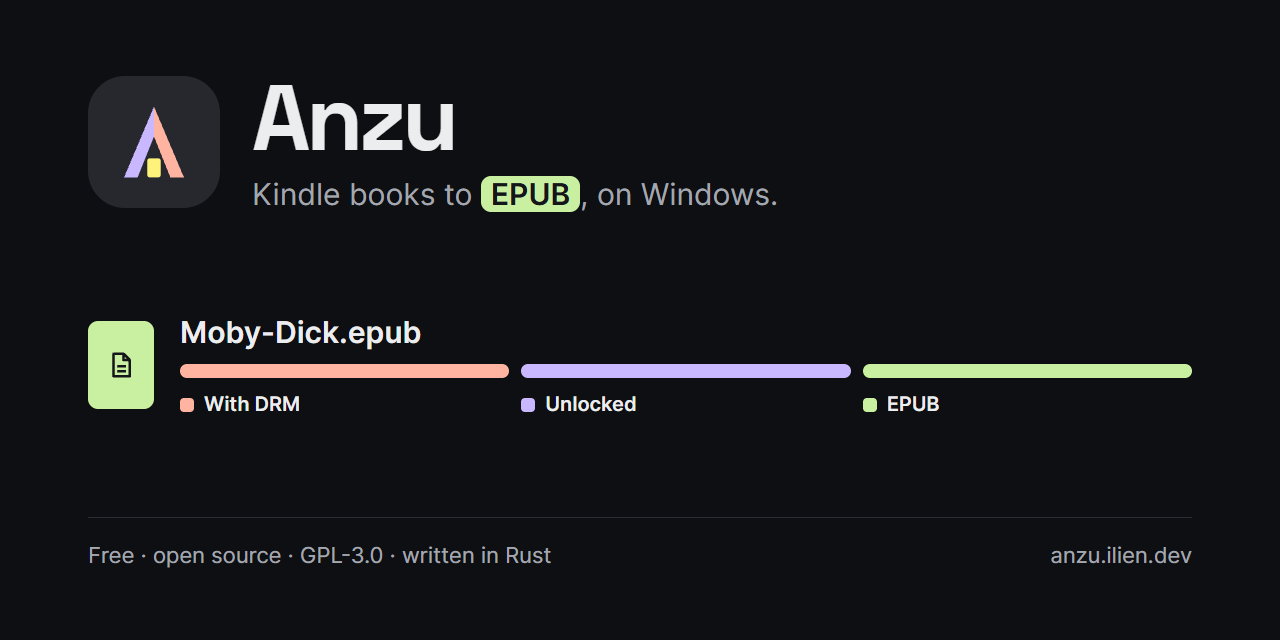 Anzu
Kindle books to EPUB, on Windows.
Moby-Dick.epub
With DRM
Unlocked
EPUB
Free · open source · GPL-3.0 · written in Rust
anzu.ilien.dev